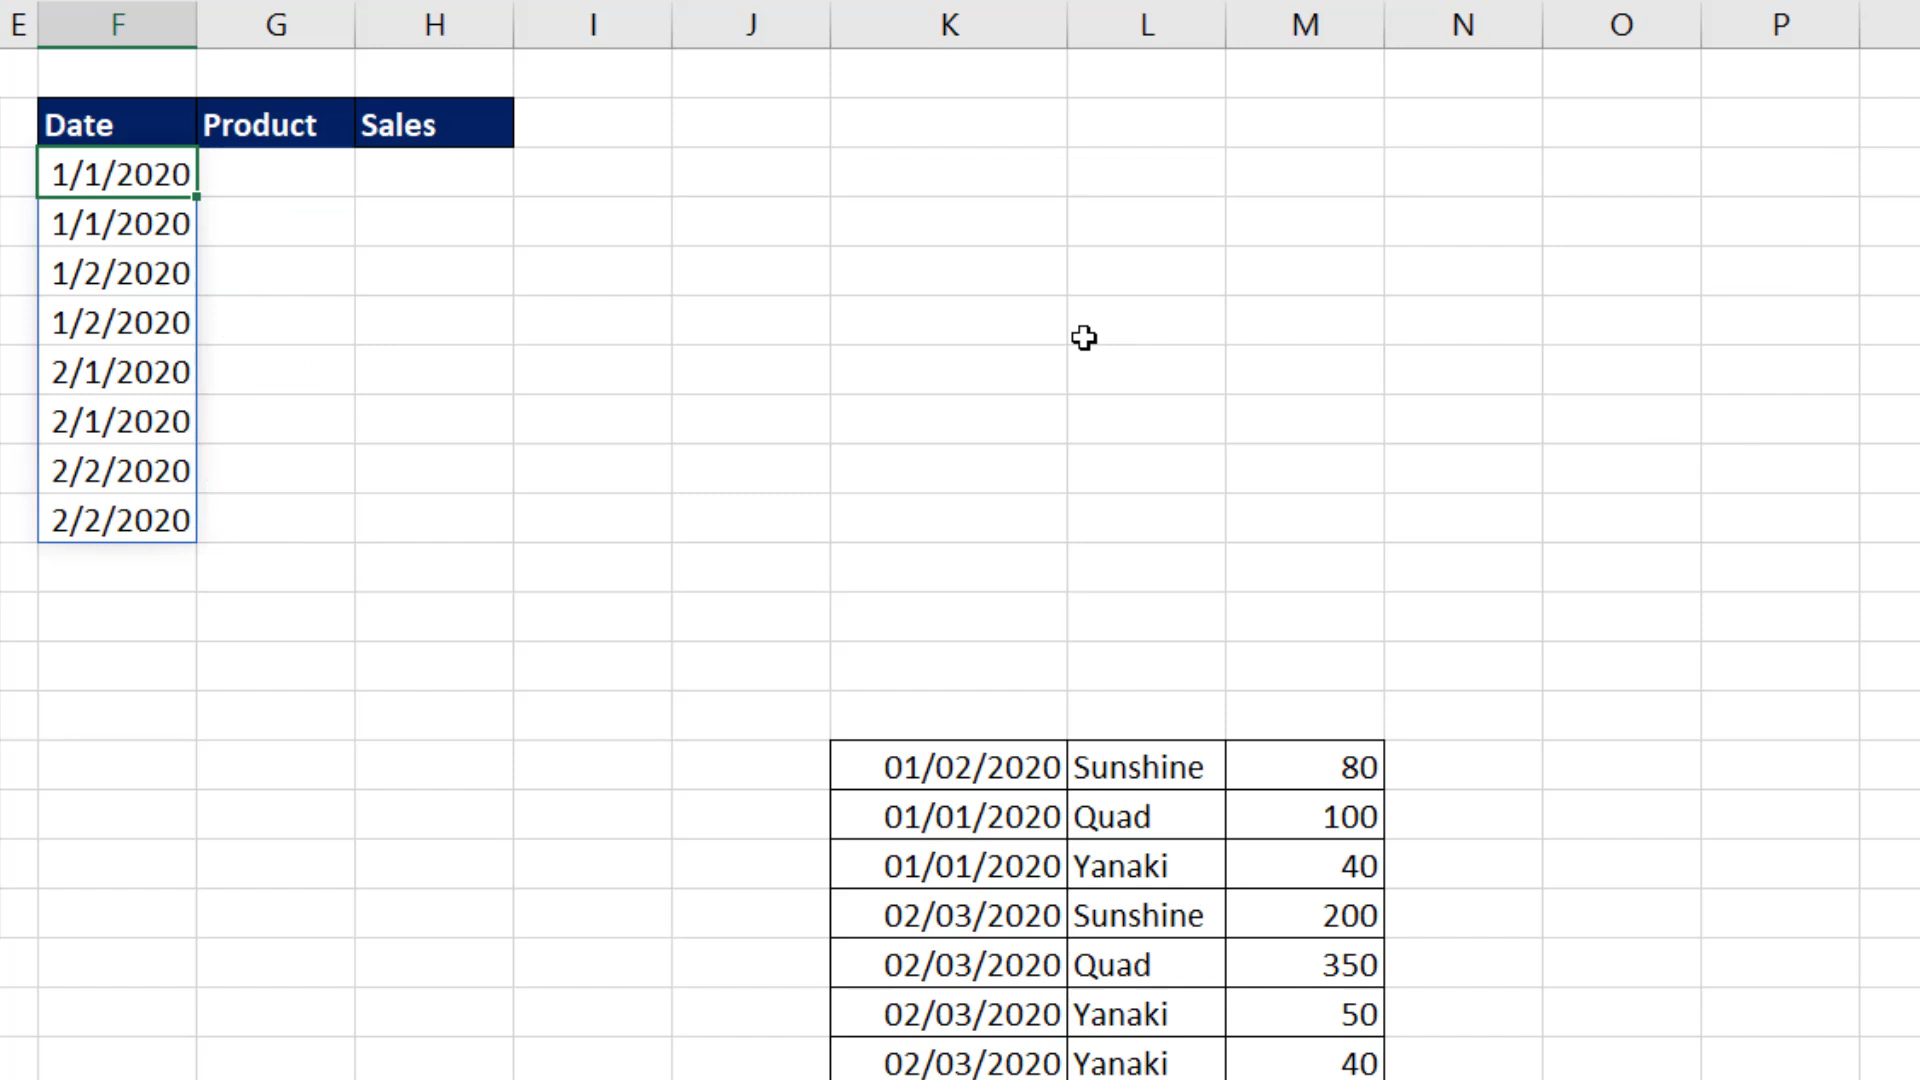 E F G H I J K L M N O P
Date Product Sales
1/1/2020
1/1/2020
1/2/2020
1/2/2020
2/1/2020
2/1/2020
2/2/2020
2/2/2020
01/02/2020 Sunshine 80
01/01/2020 Quad 100
01/01/2020 Yanaki 40
02/03/2020 Sunshine 200
02/03/2020 Quad 350
02/03/2020 Yanaki 50
02/03/2020 Yanaki 40